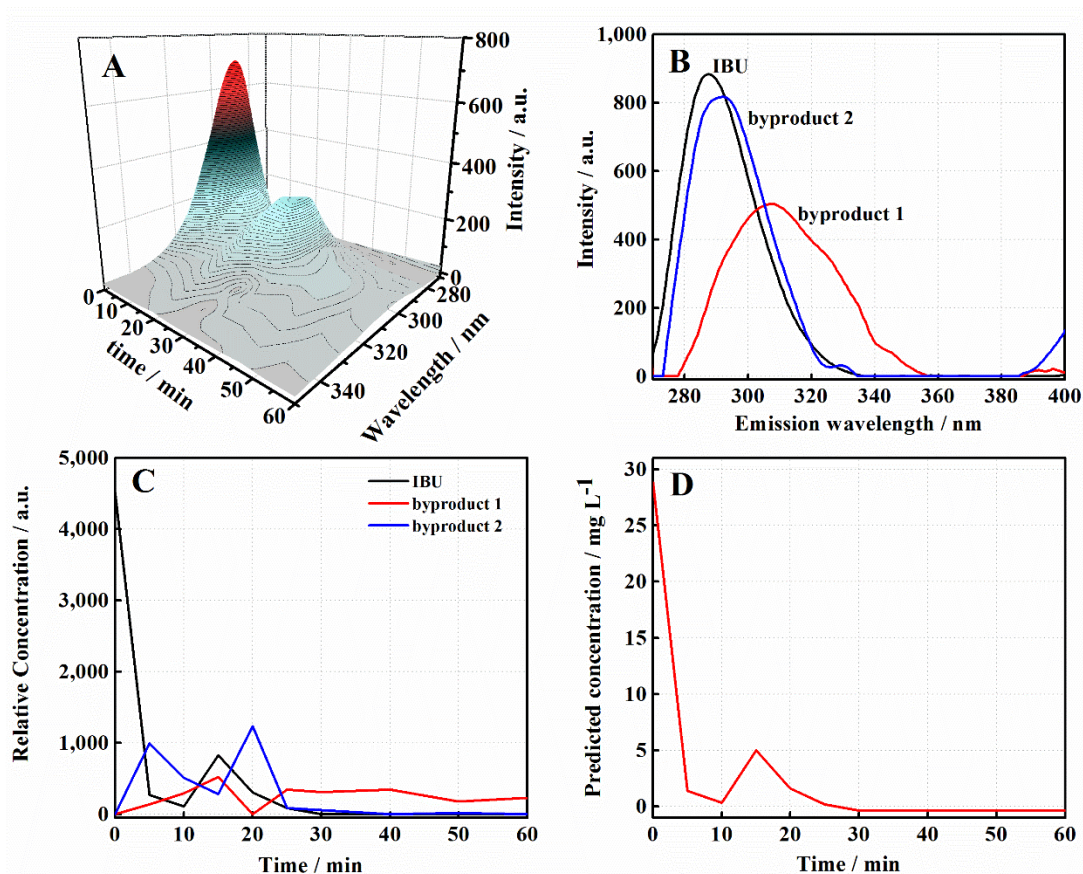 A
800
600
400
200
0
Intensity / a.u.
0
10
20
30
40
50
60
time / min
280
300
320
340
Wavelength / nm
B
1,000
800
600
400
200
0
Intensity / a.u.
IBU
byproduct 2
byproduct 1
280 300 320 340 360 380 400
Emission wavelength / nm
C
5,000
4,000
3,000
2,000
1,000
0
Relative Concentration / a.u.
IBU
byproduct 1
byproduct 2
0 10 20 30 40 50 60
Time / min
D
30
25
20
15
10
5
0
Predicted concentration / mg L⁻¹
0 10 20 30 40 50 60
Time / min